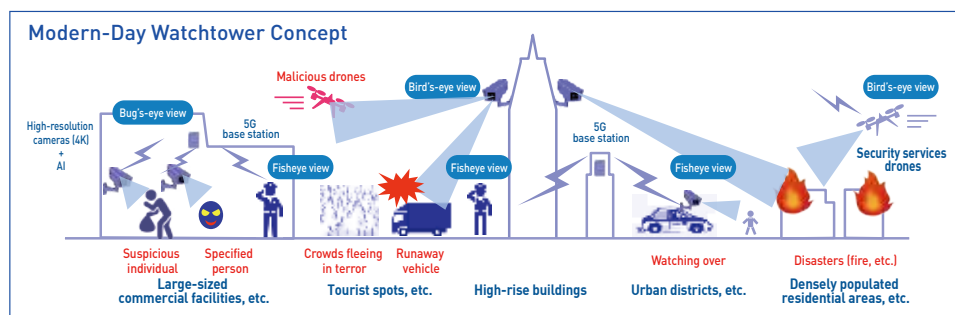 Modern-Day Watchtower Concept
Malicious drones
Bird's-eye view
Bird's-eye view
Bug's-eye view
High-resolution
cameras (4K)
+
AI
5G
base station
5G
base station
Security services
drones
Fisheye view
Fisheye view
Fisheye view
Suspicious
individual
Specified
person
Crowds fleeing
in terror
Runaway
vehicle
Watching over
Disasters (fire, etc.)
Large-sized
commercial facilities, etc.
Tourist spots, etc.
High-rise buildings
Urban districts, etc.
Densely populated
residential areas, etc.